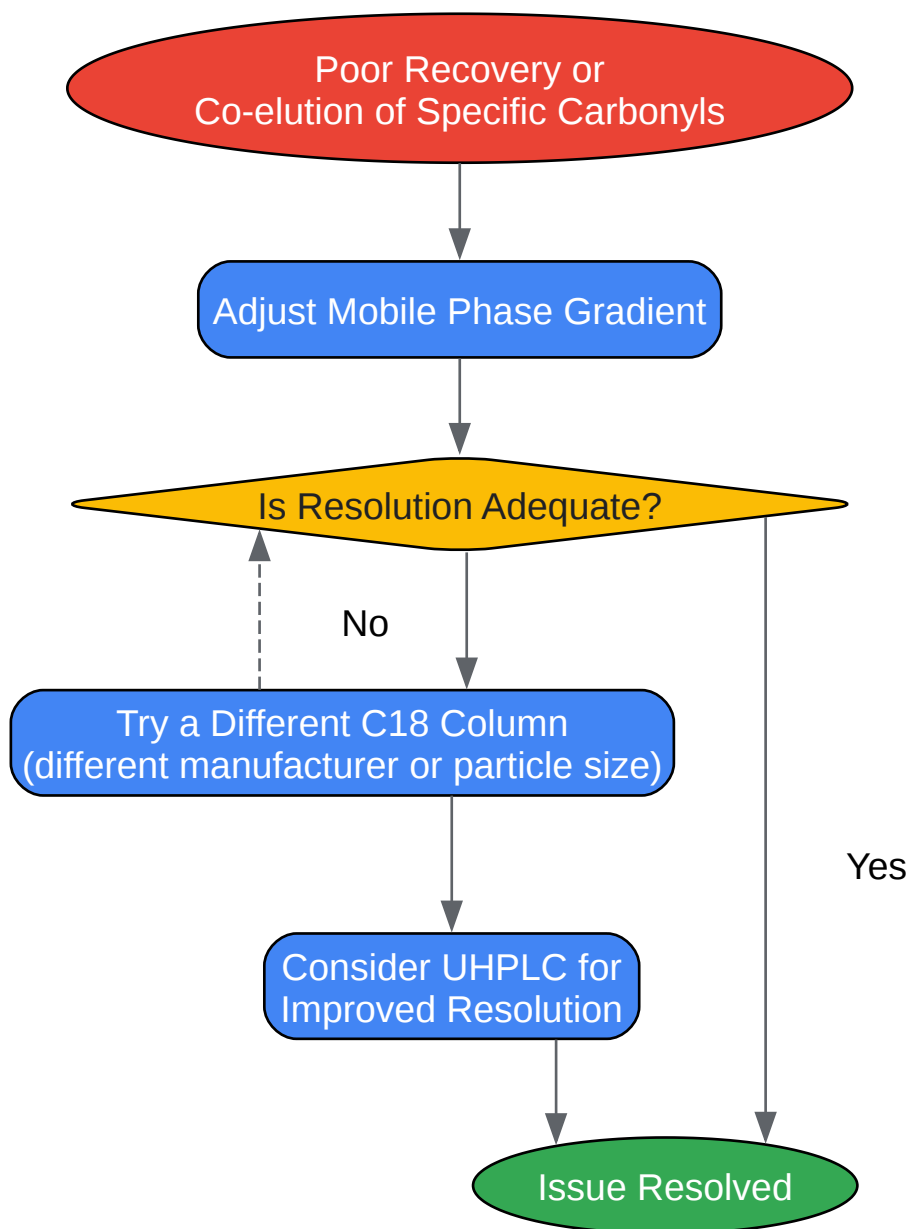 Poor Recovery or
Co-elution of Specific Carbonyls
Adjust Mobile Phase Gradient
Is Resolution Adequate?
No
Try a Different C18 Column
(different manufacturer or particle size)
Yes
Consider UHPLC for
Improved Resolution
Issue Resolved